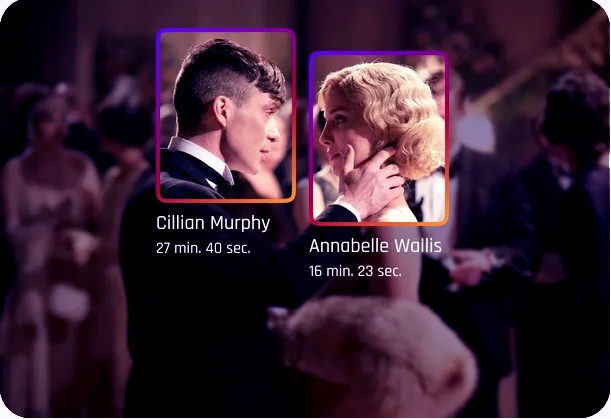 Cillian Murphy
27 min. 40 sec.
Annabelle Wallis
16 min. 23 sec.